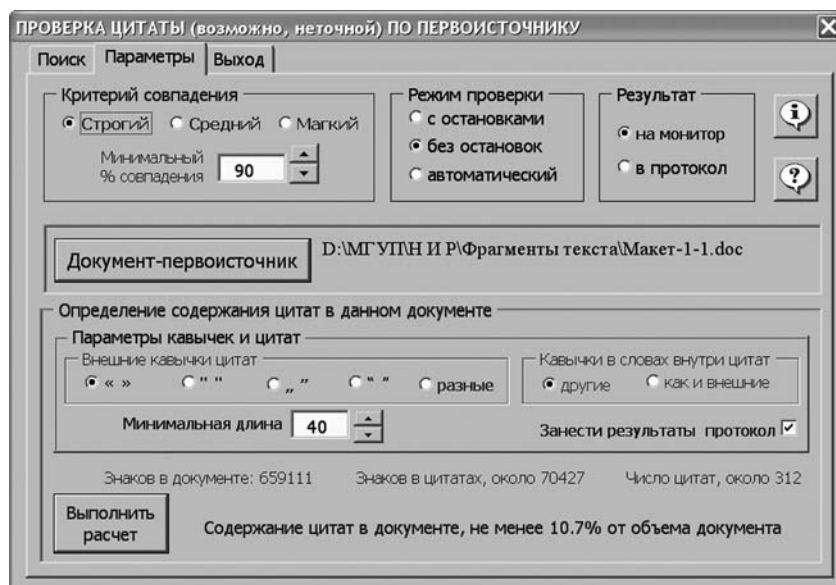 ПРОВЕРКА ЦИТАТЫ (возможно, неточной) ПО ПЕРВОИСТОЧНИКУ
Поиск Параметры Выход
Критерий совпадения
Строгий Средний Магкий
Минимальный % совпадения 90
Режим проверки
с остановками
без остановок
автоматический
Результат
на монитор
в протокол
Документ-первоисточник D:\МГУП\Н И Р\Фрагменты текста\Макет-1-1.doc
Определение содержания цитат в данном документе
Параметры кавычек и цитат
Внешние кавычки цитат
« » " " „ ” “ ” разные
Кавычки в словах внутри цитат
другие как и внешние
Минимальная длина 40 Занести результаты протокол
Знаков в документе: 659111 Знаков в цитатах, около 70427 Число цитат, около 312
Выполнить расчет
Содержание цитат в документе, не менее 10.7% от объема документа